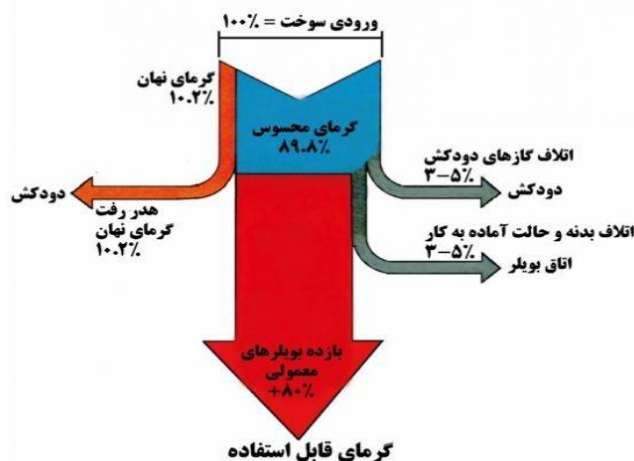 ورودی سوخت = ۱۰۰%
گرمای نهان
۱۰.۲%
گرمای محسوس
۸۹.۸%
اتلاف گازهای دودکش
۳-۵%
دودکش
دودکش
هدر رفت
گرمای نهان
۱۰.۲%
اتلاف بدنه و حالت آماده به کار
۳-۵%
اتاق بویلر
بازده بویلرهای
معمولی
+۸۰%
گرمای قابل استفاده